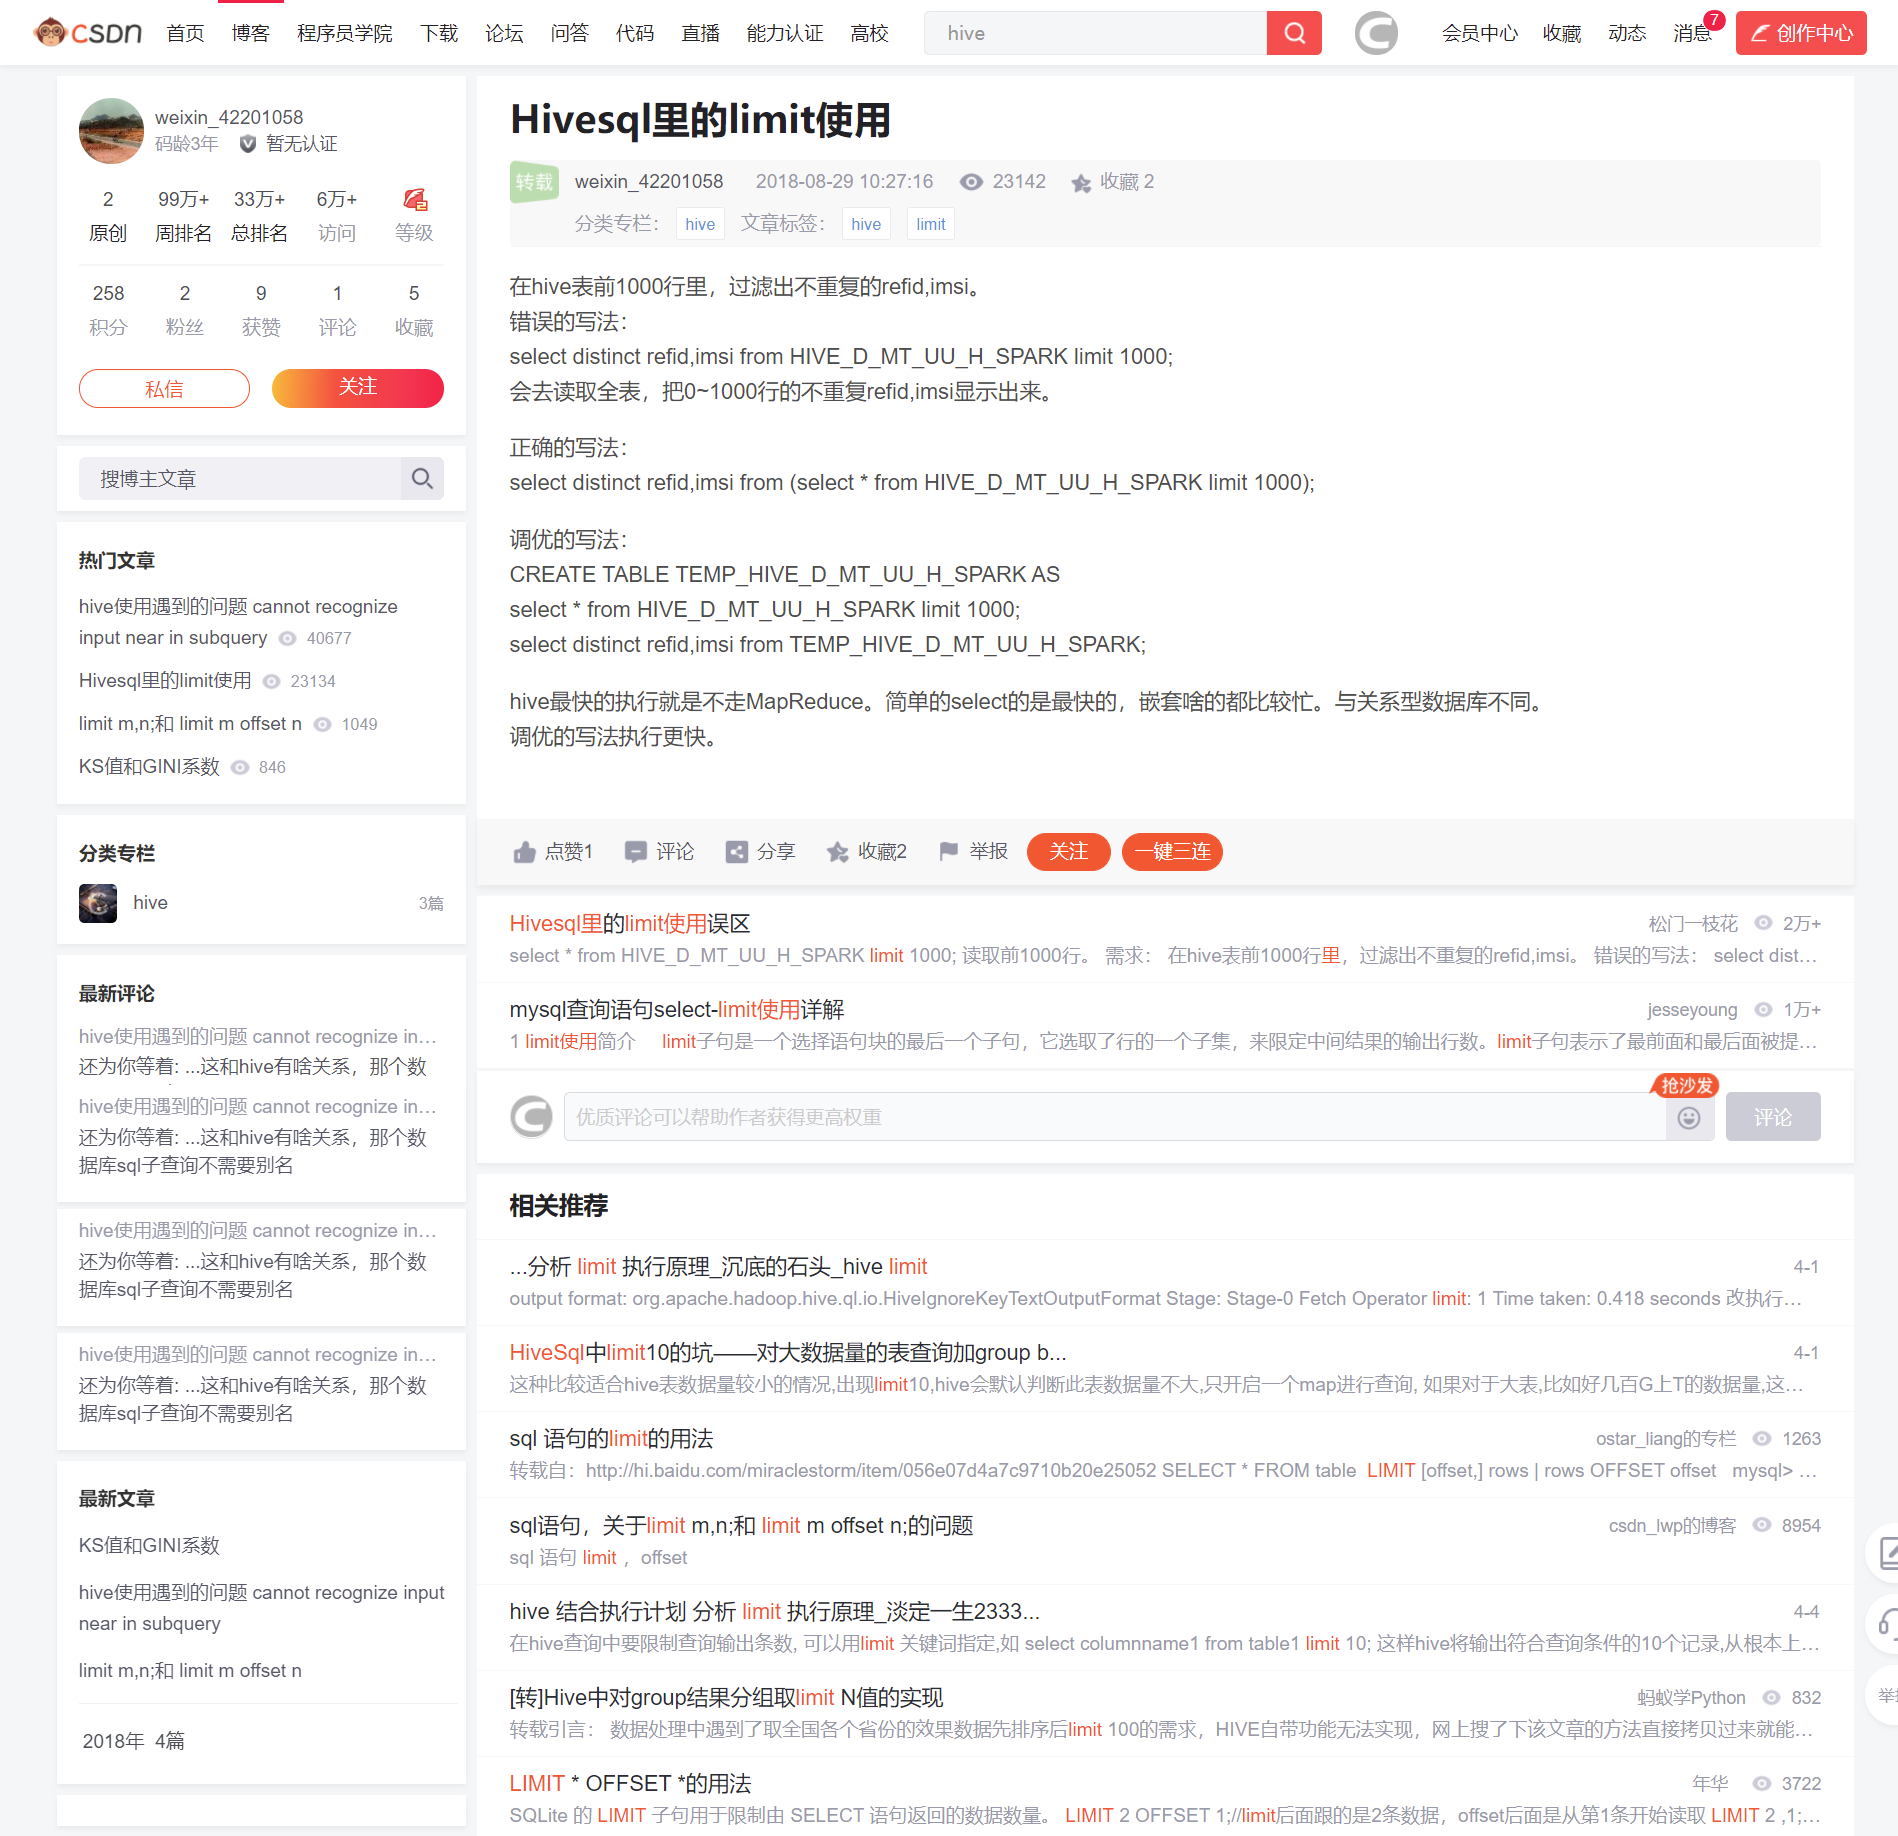 CSDN 首页 博客 程序员学院 下载 论坛 问答 代码 直播 能力认证 高校 hive 会员中心 收藏 动态 消息 7 创作中心
weixin_42201058
码龄3年 暂无认证
2 99万+ 33万+ 6万+
原创 周排名 总排名 访问 等级
258 2 9 1 5
积分 粉丝 获赞 评论 收藏
私信 关注
搜博主文章
热门文章
hive使用遇到的问题 cannot recognize
input near in subquery 40677
Hivesql里的limit使用 23134
limit m,n;和 limit m offset n 1049
KS值和GINI系数 846
分类专栏
hive 3篇
最新评论
hive使用遇到的问题 cannot recognize in...
还为你等着: ...这和hive有啥关系，那个数
hive使用遇到的问题 cannot recognize in...
还为你等着: ...这和hive有啥关系，那个数
据库sql子查询不需要别名
hive使用遇到的问题 cannot recognize in...
还为你等着: ...这和hive有啥关系，那个数
据库sql子查询不需要别名
hive使用遇到的问题 cannot recognize in...
还为你等着: ...这和hive有啥关系，那个数
据库sql子查询不需要别名
最新文章
KS值和GINI系数
hive使用遇到的问题 cannot recognize input
near in subquery
limit m,n;和 limit m offset n
2018年 4篇
Hivesql里的limit使用
转载 weixin_42201058 2018-08-29 10:27:16 23142 收藏 2
分类专栏： hive 文章标签： hive limit
在hive表前1000行里，过滤出不重复的refid,imsi。
错误的写法：
select distinct refid,imsi from HIVE_D_MT_UU_H_SPARK limit 1000;
会去读取全表，把0~1000行的不重复refid,imsi显示出来。
正确的写法：
select distinct refid,imsi from (select * from HIVE_D_MT_UU_H_SPARK limit 1000);
调优的写法：
CREATE TABLE TEMP_HIVE_D_MT_UU_H_SPARK AS
select * from HIVE_D_MT_UU_H_SPARK limit 1000;
select distinct refid,imsi from TEMP_HIVE_D_MT_UU_H_SPARK;
hive最快的执行就是不走MapReduce。简单的select的是最快的，嵌套啥的都比较忙。与关系型数据库不同。
调优的写法执行更快。
点赞1 评论 分享 收藏2 举报 关注 一键三连
Hivesql里的limit使用误区 松门一枝花 2万+
select * from HIVE_D_MT_UU_H_SPARK limit 1000; 读取前1000行。 需求： 在hive表前1000行里，过滤出不重复的refid,imsi。 错误的写法： select dist...
mysql查询语句select-limit使用详解 jesseyoung 1万+
1 limit使用简介 limit子句是一个选择语句块的最后一个子句，它选取了行的一个子集，来限定中间结果的输出行数。limit子句表示了最前面和最后面被提...
抢沙发
优质评论可以帮助作者获得更高权重 评论
相关推荐
...分析 limit 执行原理_沉底的石头_hive limit 4-1
output format: org.apache.hadoop.hive.ql.io.HiveIgnoreKeyTextOutputFormat Stage: Stage-0 Fetch Operator limit: 1 Time taken: 0.418 seconds 改执行...
HiveSql中limit10的坑——对大数据量的表查询加group b... 4-1
这种比较适合hive表数据量较小的情况,出现limit10,hive会默认判断此表数据量不大,只开启一个map进行查询, 如果对于大表,比如好几百G上T的数据量,这...
sql 语句的limit的用法 ostar_liang的专栏 1263
转载自：http://hi.baidu.com/miraclestorm/item/056e07d4a7c9710b20e25052 SELECT * FROM table LIMIT [offset,] rows | rows OFFSET offset mysql> ...
sql语句，关于limit m,n;和 limit m offset n;的问题 csdn_lwp的博客 8954
sql 语句 limit ，offset
hive 结合执行计划 分析 limit 执行原理_淡定一生2333... 4-4
在hive查询中要限制查询输出条数, 可以用limit 关键词指定,如 select columnname1 from table1 limit 10; 这样hive将输出符合查询条件的10个记录,从根本上...
[转]Hive中对group结果分组取limit N值的实现 蚂蚁学Python 832
转载引言： 数据处理中遇到了取全国各个省份的效果数据先排序后limit 100的需求，HIVE自带功能无法实现，网上搜了下该文章的方法直接拷贝过来就能...
LIMIT * OFFSET *的用法 年华 3722
SQLite 的 LIMIT 子句用于限制由 SELECT 语句返回的数据数量。 LIMIT 2 OFFSET 1;//limit后面跟的是2条数据，offset后面是从第1条开始读取 LIMIT 2 ,1;...